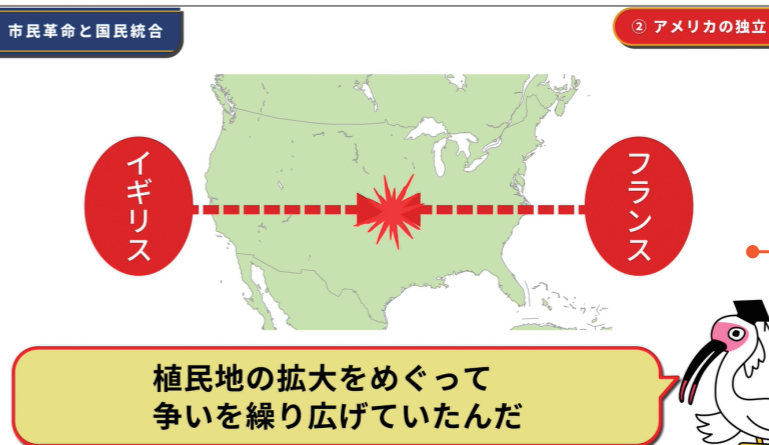 市民革命と国民統合
② アメリカの独立
イギリス
フランス
植民地の拡大をめぐって
争いを繰り広げていたんだ